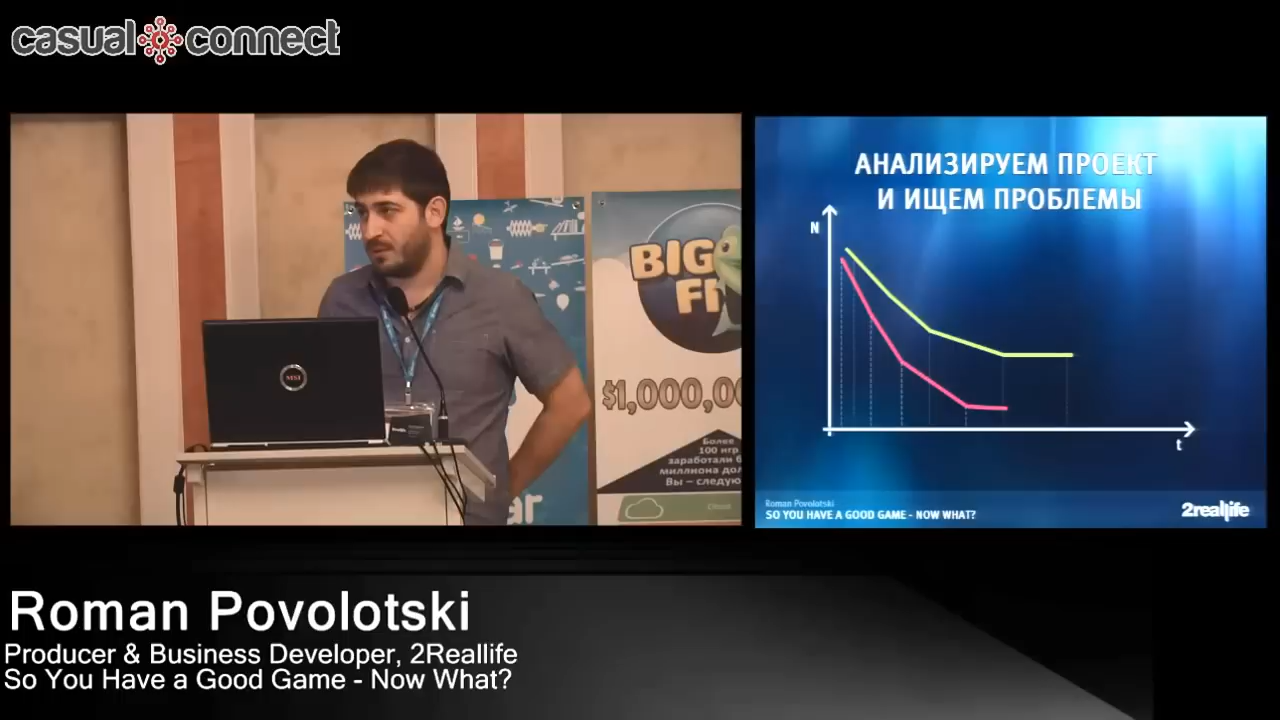 casual connect
BIG
FI
$1,000,00
Более
100 игр
заработали б
миллиона дол
Вы – следую
msi
ar
АНАЛИЗИРУЕМ ПРОЕКТ
И ИЩЕМ ПРОБЛЕМЫ
N
t
Roman Povolotski
SO YOU HAVE A GOOD GAME - NOW WHAT?
2reallife
Roman Povolotski
Producer & Business Developer, 2Reallife
So You Have a Good Game - Now What?